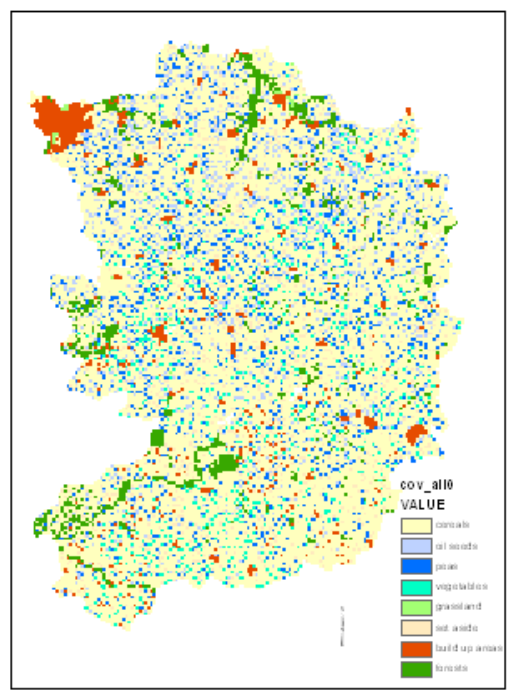 cov_all0
VALUE
cereals
oil seeds
peas
vegetables
grassland
set aside
build up areas
forests